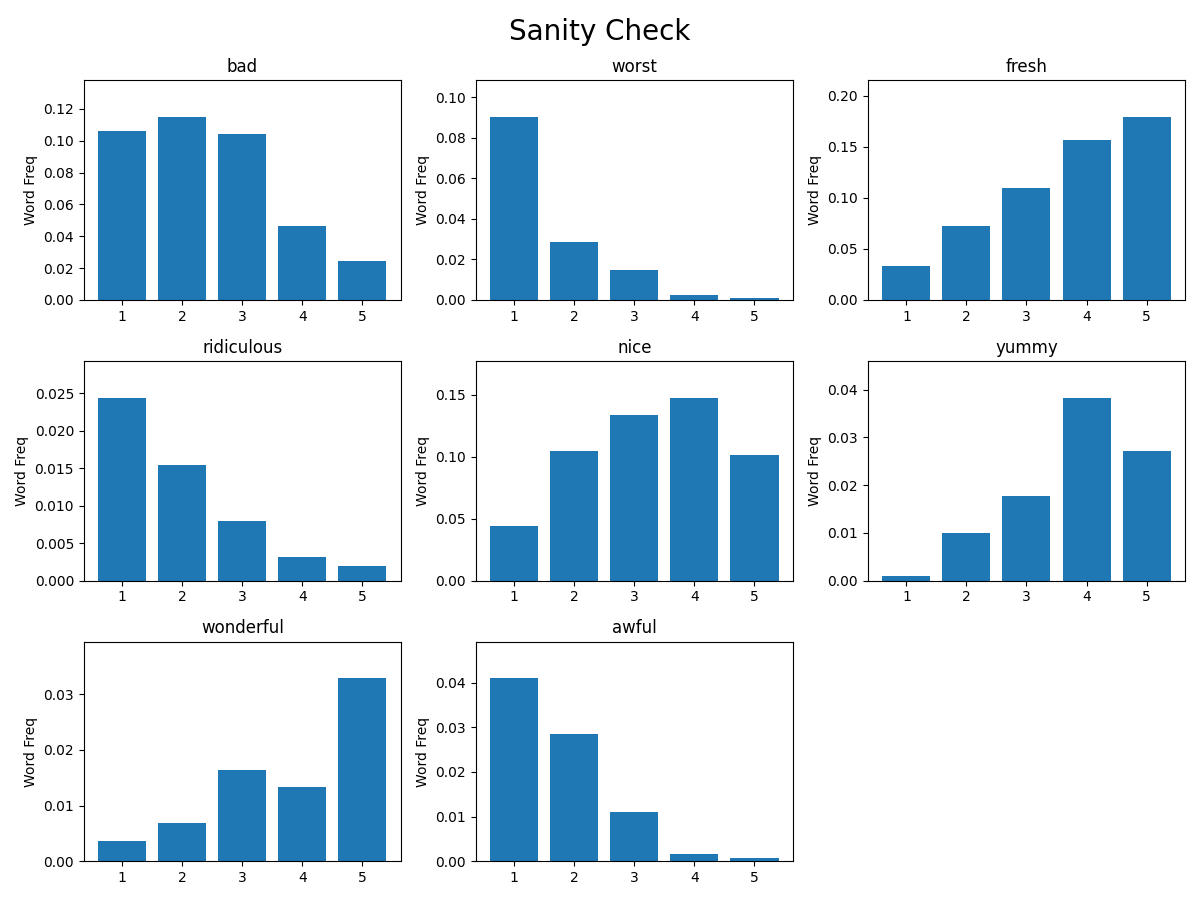 Sanity Check
bad
Word Freq
0.12
0.10
0.08
0.06
0.04
0.02
0.00
1 2 3 4 5
worst
Word Freq
0.10
0.08
0.06
0.04
0.02
0.00
1 2 3 4 5
fresh
Word Freq
0.20
0.15
0.10
0.05
0.00
1 2 3 4 5
ridiculous
Word Freq
0.025
0.020
0.015
0.010
0.005
0.000
1 2 3 4 5
nice
Word Freq
0.15
0.10
0.05
0.00
1 2 3 4 5
yummy
Word Freq
0.04
0.03
0.02
0.01
0.00
1 2 3 4 5
wonderful
Word Freq
0.03
0.02
0.01
0.00
1 2 3 4 5
awful
Word Freq
0.04
0.03
0.02
0.01
0.00
1 2 3 4 5